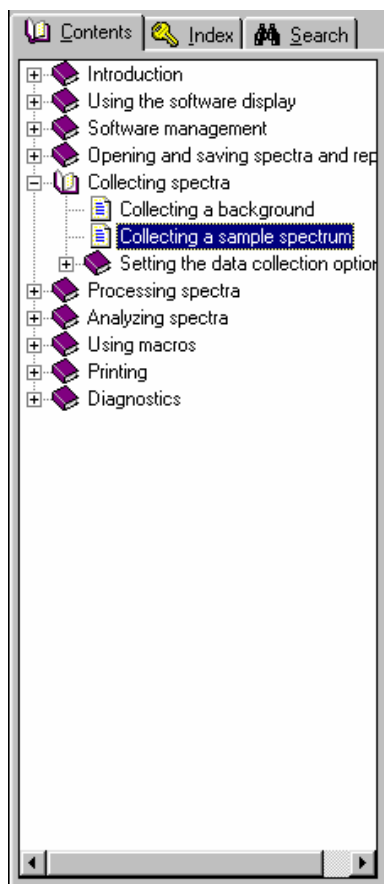 Contents Index Search
Introduction
Using the software display
Software management
Opening and saving spectra and rep
Collecting spectra
Collecting a background
Collecting a sample spectrum
Setting the data collection option
Processing spectra
Analyzing spectra
Using macros
Printing
Diagnostics